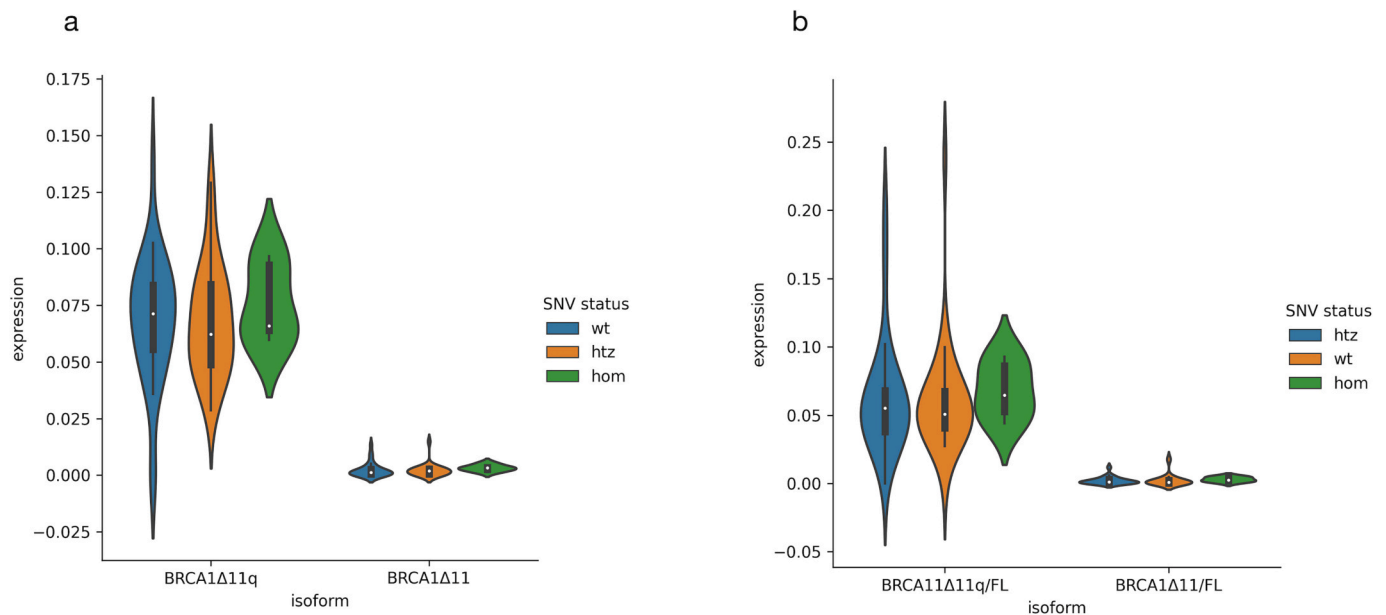 a
0.175
0.150
0.125
0.100
0.075
0.050
0.025
0.000
−0.025
expression
BRCA1Δ11q
BRCA1Δ11
isoform
SNV status
wt
htz
hom
b
0.25
0.20
0.15
0.10
0.05
0.00
−0.05
expression
BRCA11Δ11q/FL
BRCA1Δ11/FL
isoform
SNV status
htz
wt
hom